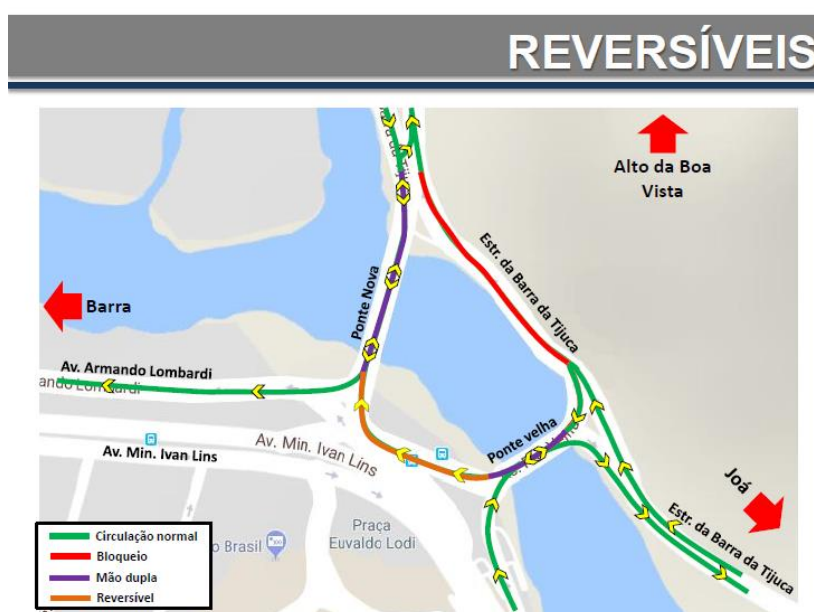 REVERSÍVEIS
Alto da Boa
Vista
Estr. da Barra da Tijuca
Ponte Nova
Barra
Av. Armando Lombardi
Av. Min. Ivan Lins
Av. Min. Ivan Lins
Ponte velha
Joá
Estr. da Barra da Tijuca
Praça
Euvaldo Lodi
Brasil
Circulação normal
Bloqueio
Mão dupla
Reversível